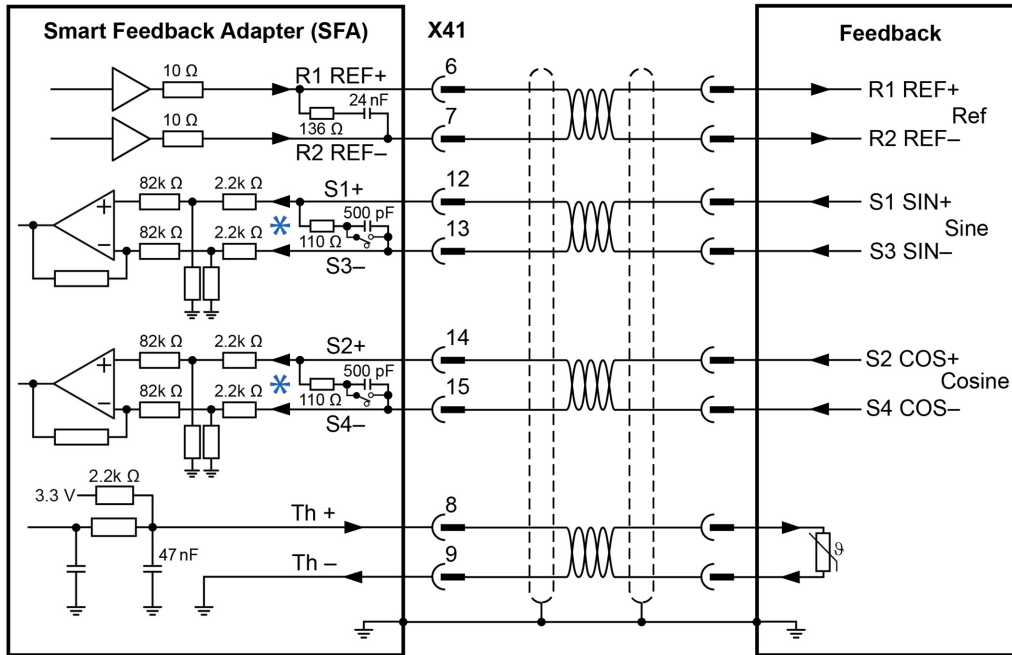 Smart Feedback Adapter (SFA)
X41
Feedback
10 Ω
R1 REF+
6
R1 REF+
24 nF
136 Ω
Ref
10 Ω
R2 REF–
7
R2 REF–
82k Ω
2.2k Ω
S1+
12
S1 SIN+
+
*
500 pF
110 Ω
Sine
–
82k Ω
2.2k Ω
S3–
13
S3 SIN–
82k Ω
2.2k Ω
S2+
14
S2 COS+
+
*
500 pF
110 Ω
Cosine
–
82k Ω
2.2k Ω
S4–
15
S4 COS–
2.2k Ω
3.3 V
Th +
8
47 nF
Th –
9
ϑ